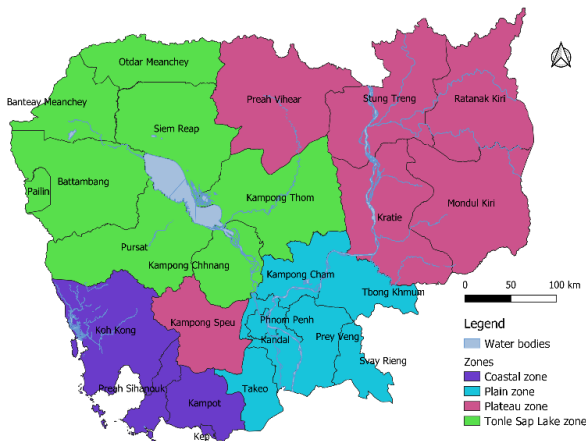 Otdar Meanchey
Preah Vihear
Stung Treng
Ratanak Kiri
Banteay Meanchey
Siem Reap
Pailin
Battambang
Kampong Thom
Kratie
Mondul Kiri
Pursat
Kampong Chhnang
Kampong Cham
Tbong Khmum
Koh Kong
Kampong Speu
Phnom Penh
Kandal
Prey Veng
Svay Rieng
Preah Sihanouk
Kampot
Takeo
Kep
0 50 100 km
Legend
Water bodies
Zones
Coastal zone
Plain zone
Plateau zone
Tonle Sap Lake zone